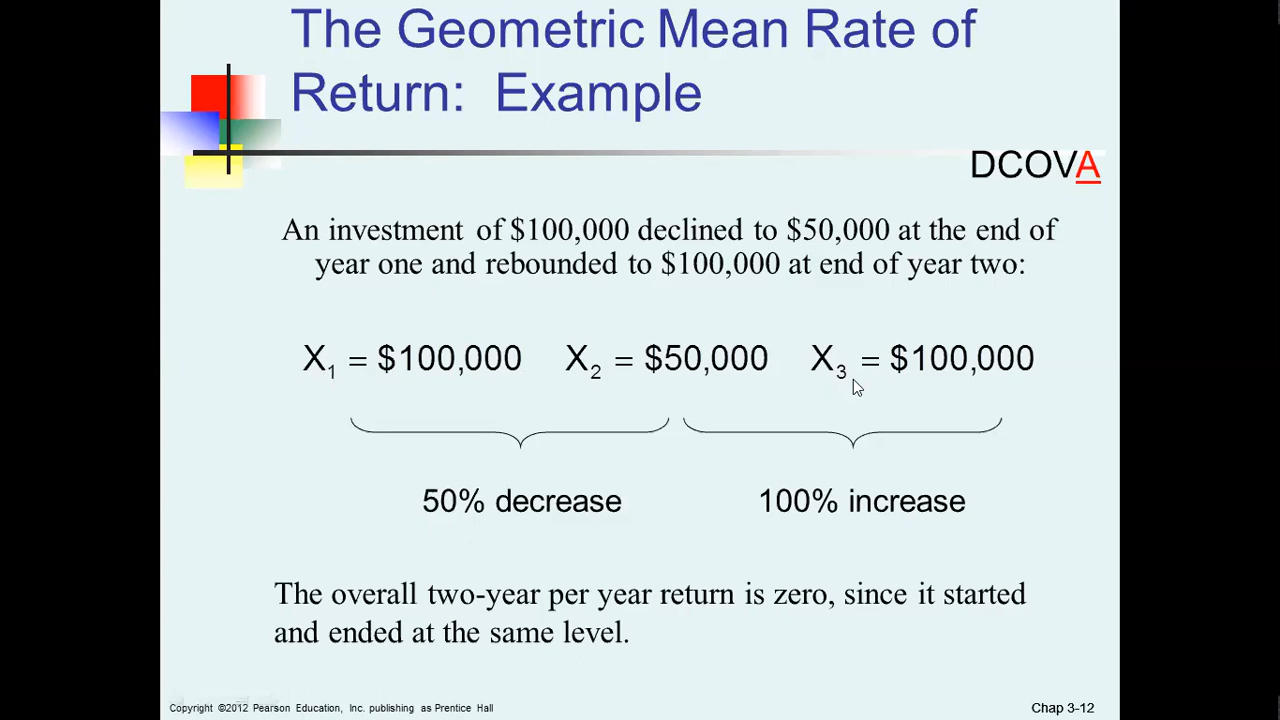 The Geometric Mean Rate of
Return: Example
DCOVA
An investment of $100,000 declined to $50,000 at the end of
year one and rebounded to $100,000 at end of year two:
X₁ = $100,000 X₂ = $50,000 X₃ = $100,000
50% decrease 100% increase
The overall two-year per year return is zero, since it started
and ended at the same level.
Copyright ©2012 Pearson Education, Inc. publishing as Prentice Hall Chap 3-12